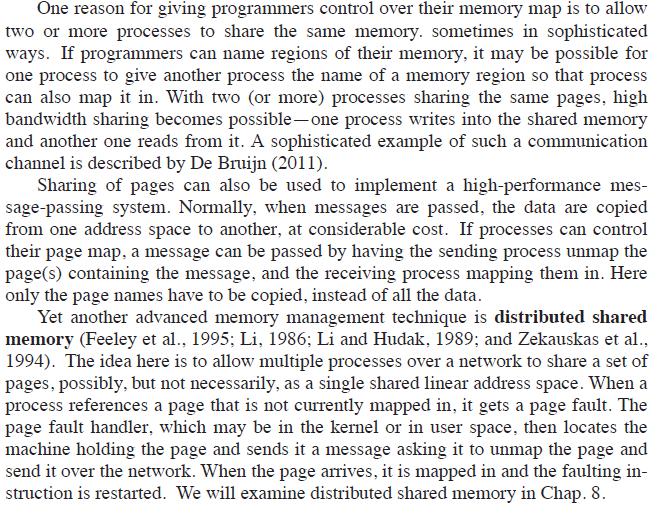 One reason for giving programmers control over their memory map is to allow
two or more processes to share the same memory. sometimes in sophisticated
ways. If programmers can name regions of their memory, it may be possible for
one process to give another process the name of a memory region so that process
can also map it in. With two (or more) processes sharing the same pages, high
bandwidth sharing becomes possible—one process writes into the shared memory
and another one reads from it. A sophisticated example of such a communication
channel is described by De Bruijn (2011).
Sharing of pages can also be used to implement a high-performance mes-
sage-passing system. Normally, when messages are passed, the data are copied
from one address space to another, at considerable cost. If processes can control
their page map, a message can be passed by having the sending process unmap the
page(s) containing the message, and the receiving process mapping them in. Here
only the page names have to be copied, instead of all the data.
Yet another advanced memory management technique is distributed shared
memory (Feeley et al., 1995; Li, 1986; Li and Hudak, 1989; and Zekauskas et al.,
1994). The idea here is to allow multiple processes over a network to share a set of
pages, possibly, but not necessarily, as a single shared linear address space. When a
process references a page that is not currently mapped in, it gets a page fault. The
page fault handler, which may be in the kernel or in user space, then locates the
machine holding the page and sends it a message asking it to unmap the page and
send it over the network. When the page arrives, it is mapped in and the faulting in-
struction is restarted. We will examine distributed shared memory in Chap. 8.